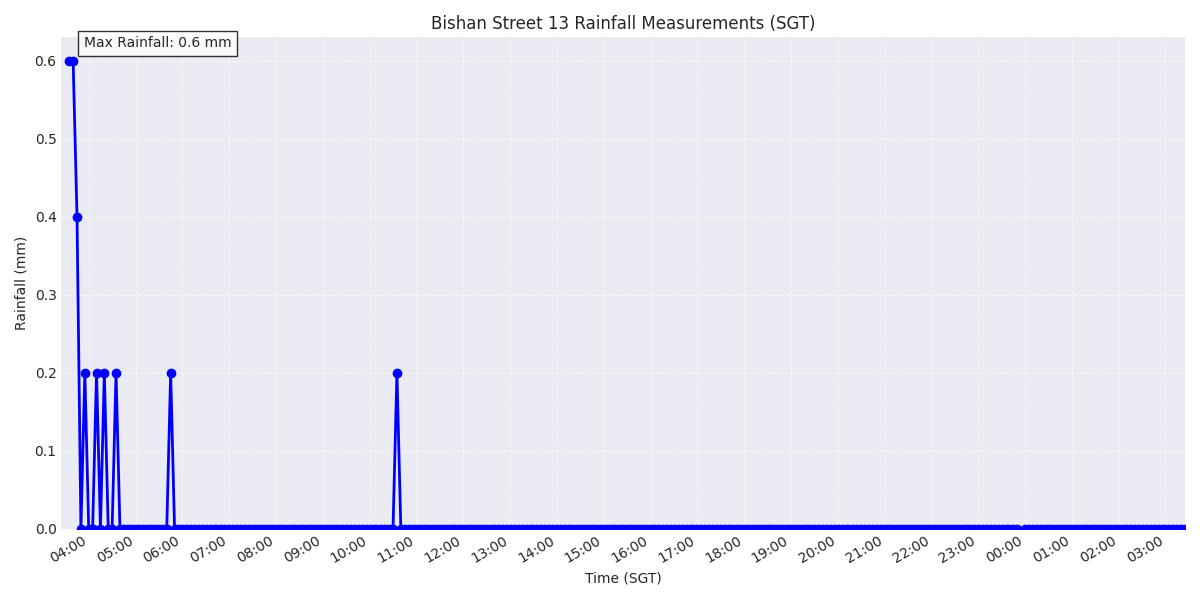 Bishan Street 13 Rainfall Measurements (SGT)
Max Rainfall: 0.6 mm
0.6
0.5
0.4
0.3
0.2
0.1
0.0
Rainfall (mm)
04:00 05:00 06:00 07:00 08:00 09:00 10:00 11:00 12:00 13:00 14:00 15:00 16:00 17:00 18:00 19:00 20:00 21:00 22:00 23:00 00:00 01:00 02:00 03:00
Time (SGT)